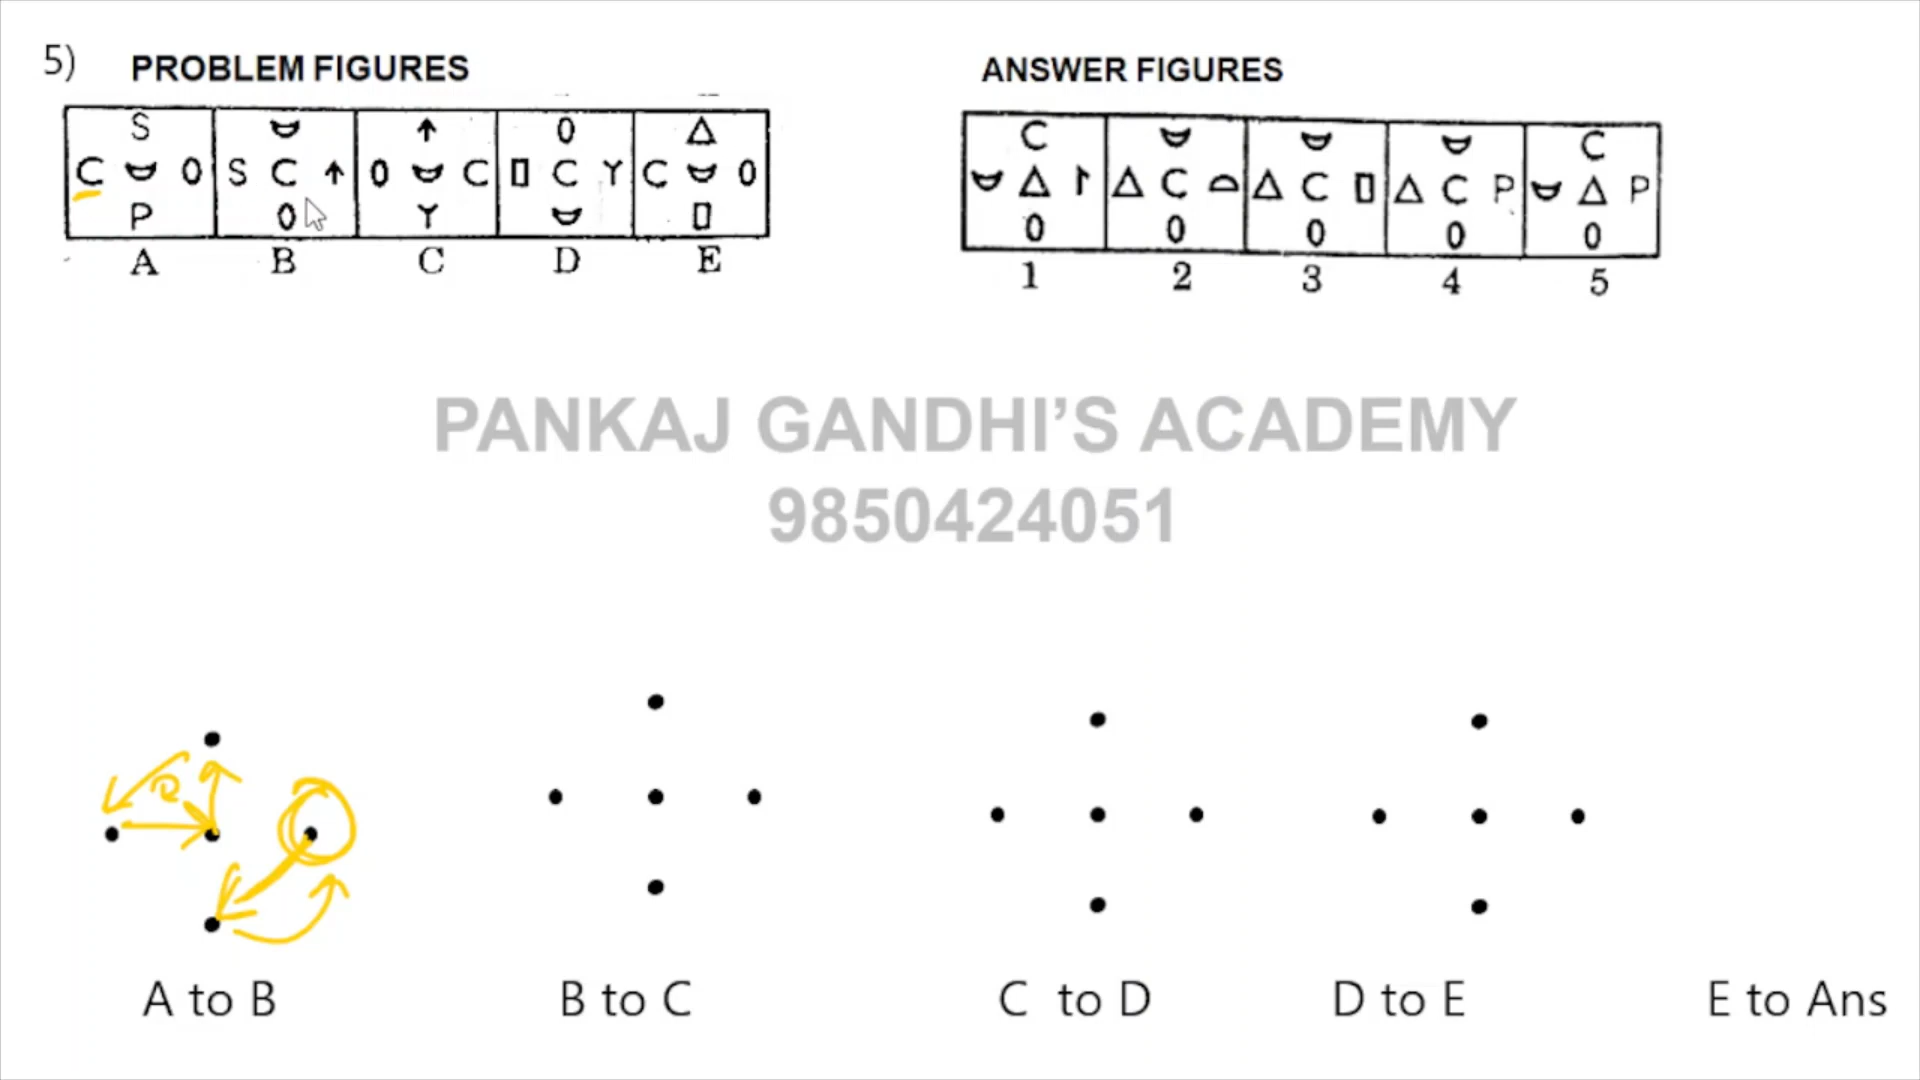 5) PROBLEM FIGURES ANSWER FIGURES
S ↑ O △ C
C O S C ↑ O C ▯ C Y C O △ ↾ △ C ⌓ △ C ▯ △ C P △ P
P O Y ▯ O O O O O
A B C D E 1 2 3 4 5
PANKAJ GANDHI'S ACADEMY
9850424051
R
A to B B to C C to D D to E E to Ans